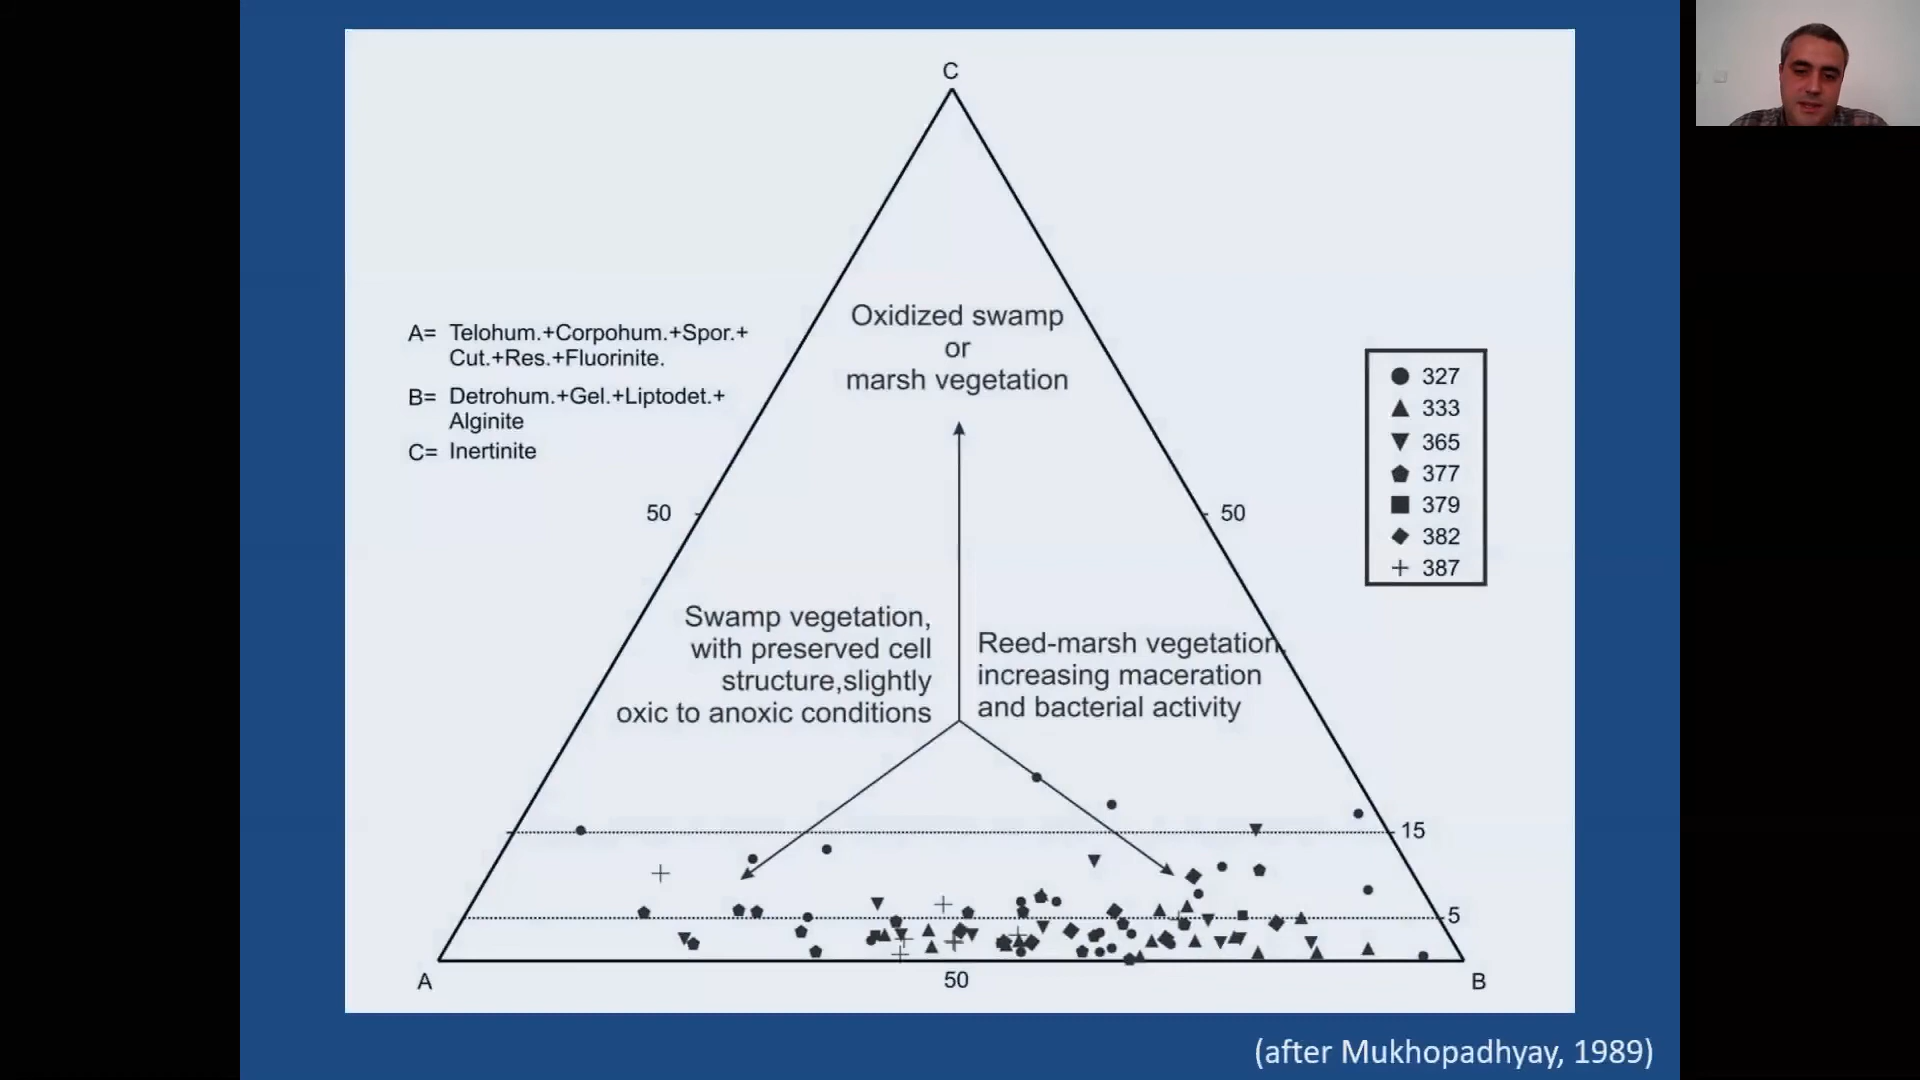 C
Oxidized swamp
or
marsh vegetation
A= Telohum.+Corpohum.+Spor.+
Cut.+Res.+Fluorinite.
B= Detrohum.+Gel.+Liptodet.+
Alginite
C= Inertinite
327
333
365
377
379
382
387
50
50
Swamp vegetation,
with preserved cell
structure,slightly
oxic to anoxic conditions
Reed-marsh vegetation,
increasing maceration
and bacterial activity
15
5
A
50
B
(after Mukhopadhyay, 1989)